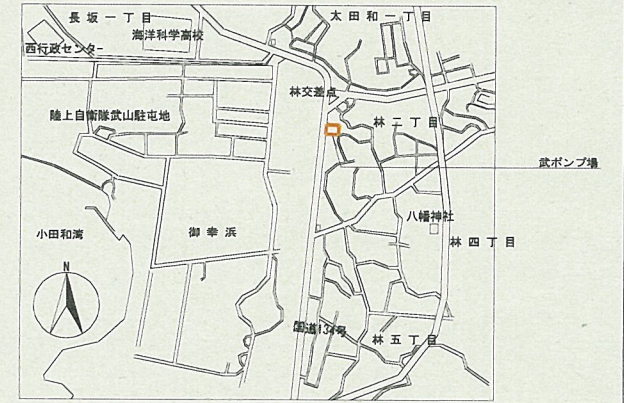 長坂一丁目
太田和一丁目
海洋科学高校
西行政センター
林交差点
陸上自衛隊武山駐屯地
林二丁目
武ポンプ場
八幡神社
小田和湾
御幸浜
林四丁目
N
国道134号
林五丁目